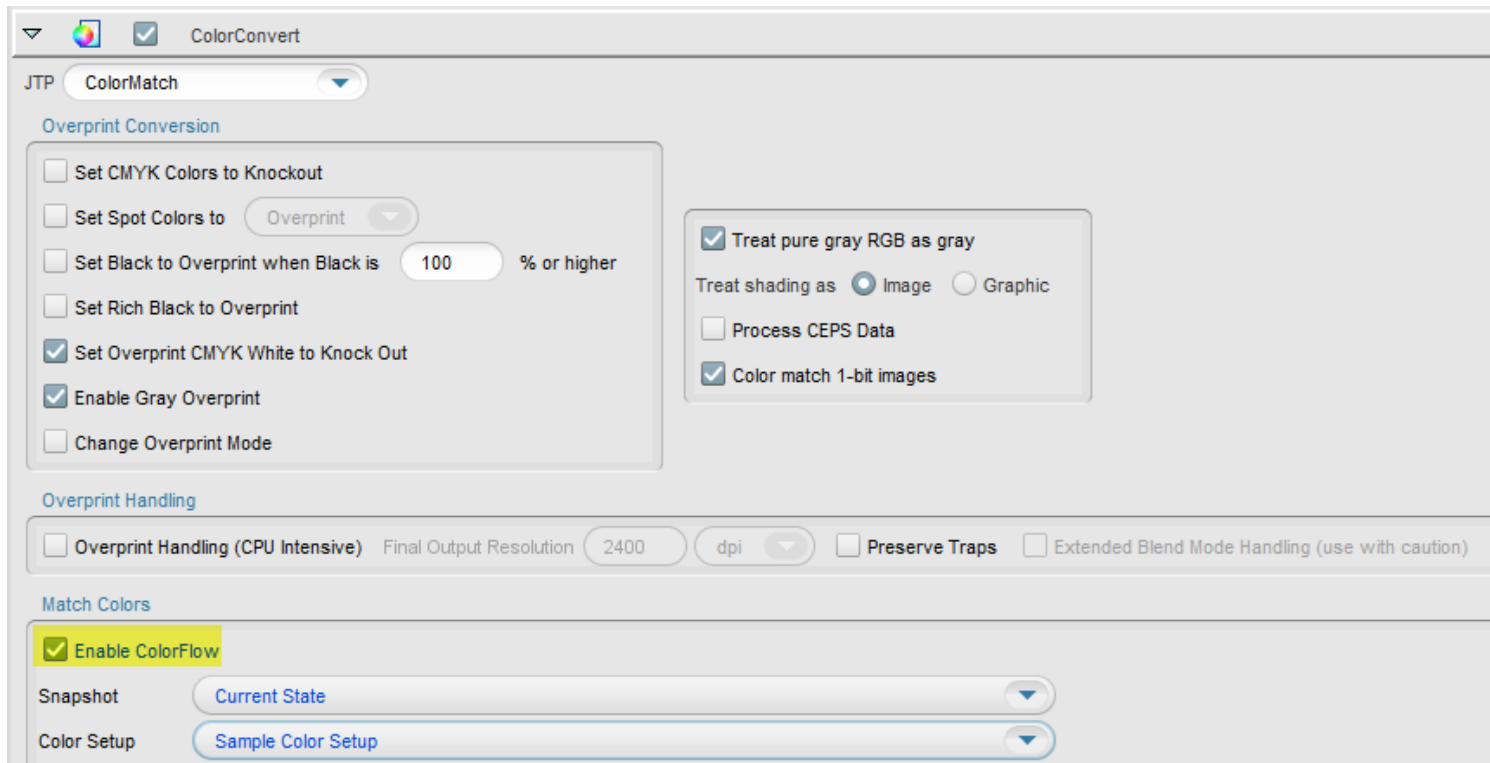 ColorConvert
JTP ColorMatch
Overprint Conversion
Set CMYK Colors to Knockout
Set Spot Colors to Overprint
Set Black to Overprint when Black is 100 % or higher
Set Rich Black to Overprint
Set Overprint CMYK White to Knock Out
Enable Gray Overprint
Change Overprint Mode
Treat pure gray RGB as gray
Treat shading as Image Graphic
Process CEPS Data
Color match 1-bit images
Overprint Handling
Overprint Handling (CPU Intensive) Final Output Resolution 2400 dpi Preserve Traps Extended Blend Mode Handling (use with caution)
Match Colors
Enable ColorFlow
Snapshot Current State
Color Setup Sample Color Setup